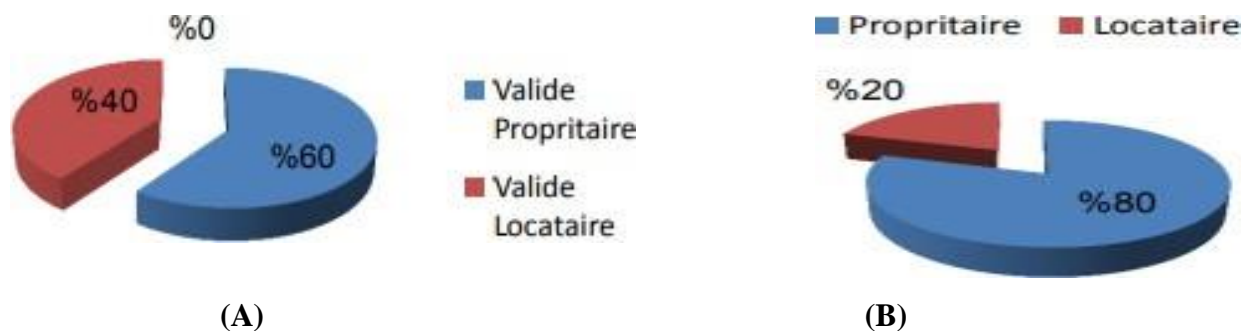 %0
%40
%60
Valide
Propritaire
Valide
Locataire
(A)
Propritaire Locataire
%20
%80
(B)